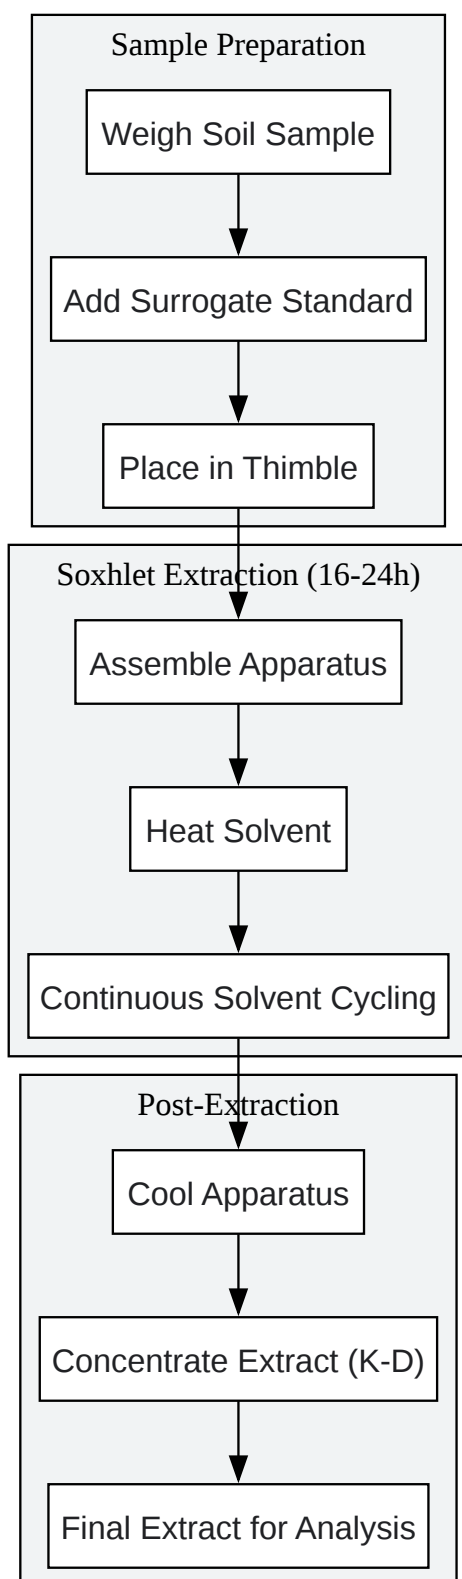 Sample Preparation
Weigh Soil Sample
Add Surrogate Standard
Place in Thimble
Soxhlet Extraction (16-24h)
Assemble Apparatus
Heat Solvent
Continuous Solvent Cycling
Post-Extraction
Cool Apparatus
Concentrate Extract (K-D)
Final Extract for Analysis